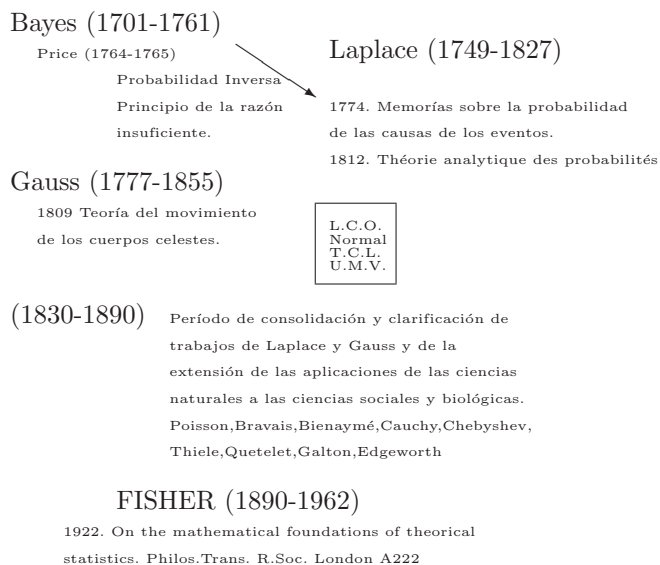 Bayes (1701-1761)
Price (1764-1765)
Probabilidad Inversa
Principio de la razón
insuficiente.
Laplace (1749-1827)
1774. Memorías sobre la probabilidad
de las causas de los eventos.
1812. Théorie analytique des probabilités
Gauss (1777-1855)
1809 Teoría del movimiento
de los cuerpos celestes.
L.C.O.
Normal
T.C.L.
U.M.V.
(1830-1890)
Período de consolidación y clarificación de
trabajos de Laplace y Gauss y de la
extensión de las aplicaciones de las ciencias
naturales a las ciencias sociales y biológicas.
Poisson,Bravais,Bienaymé,Cauchy,Chebyshev,
Thiele,Quetelet,Galton,Edgeworth
FISHER (1890-1962)
1922. On the mathematical foundations of theorical
statistics. Philos.Trans. R.Soc. London A222